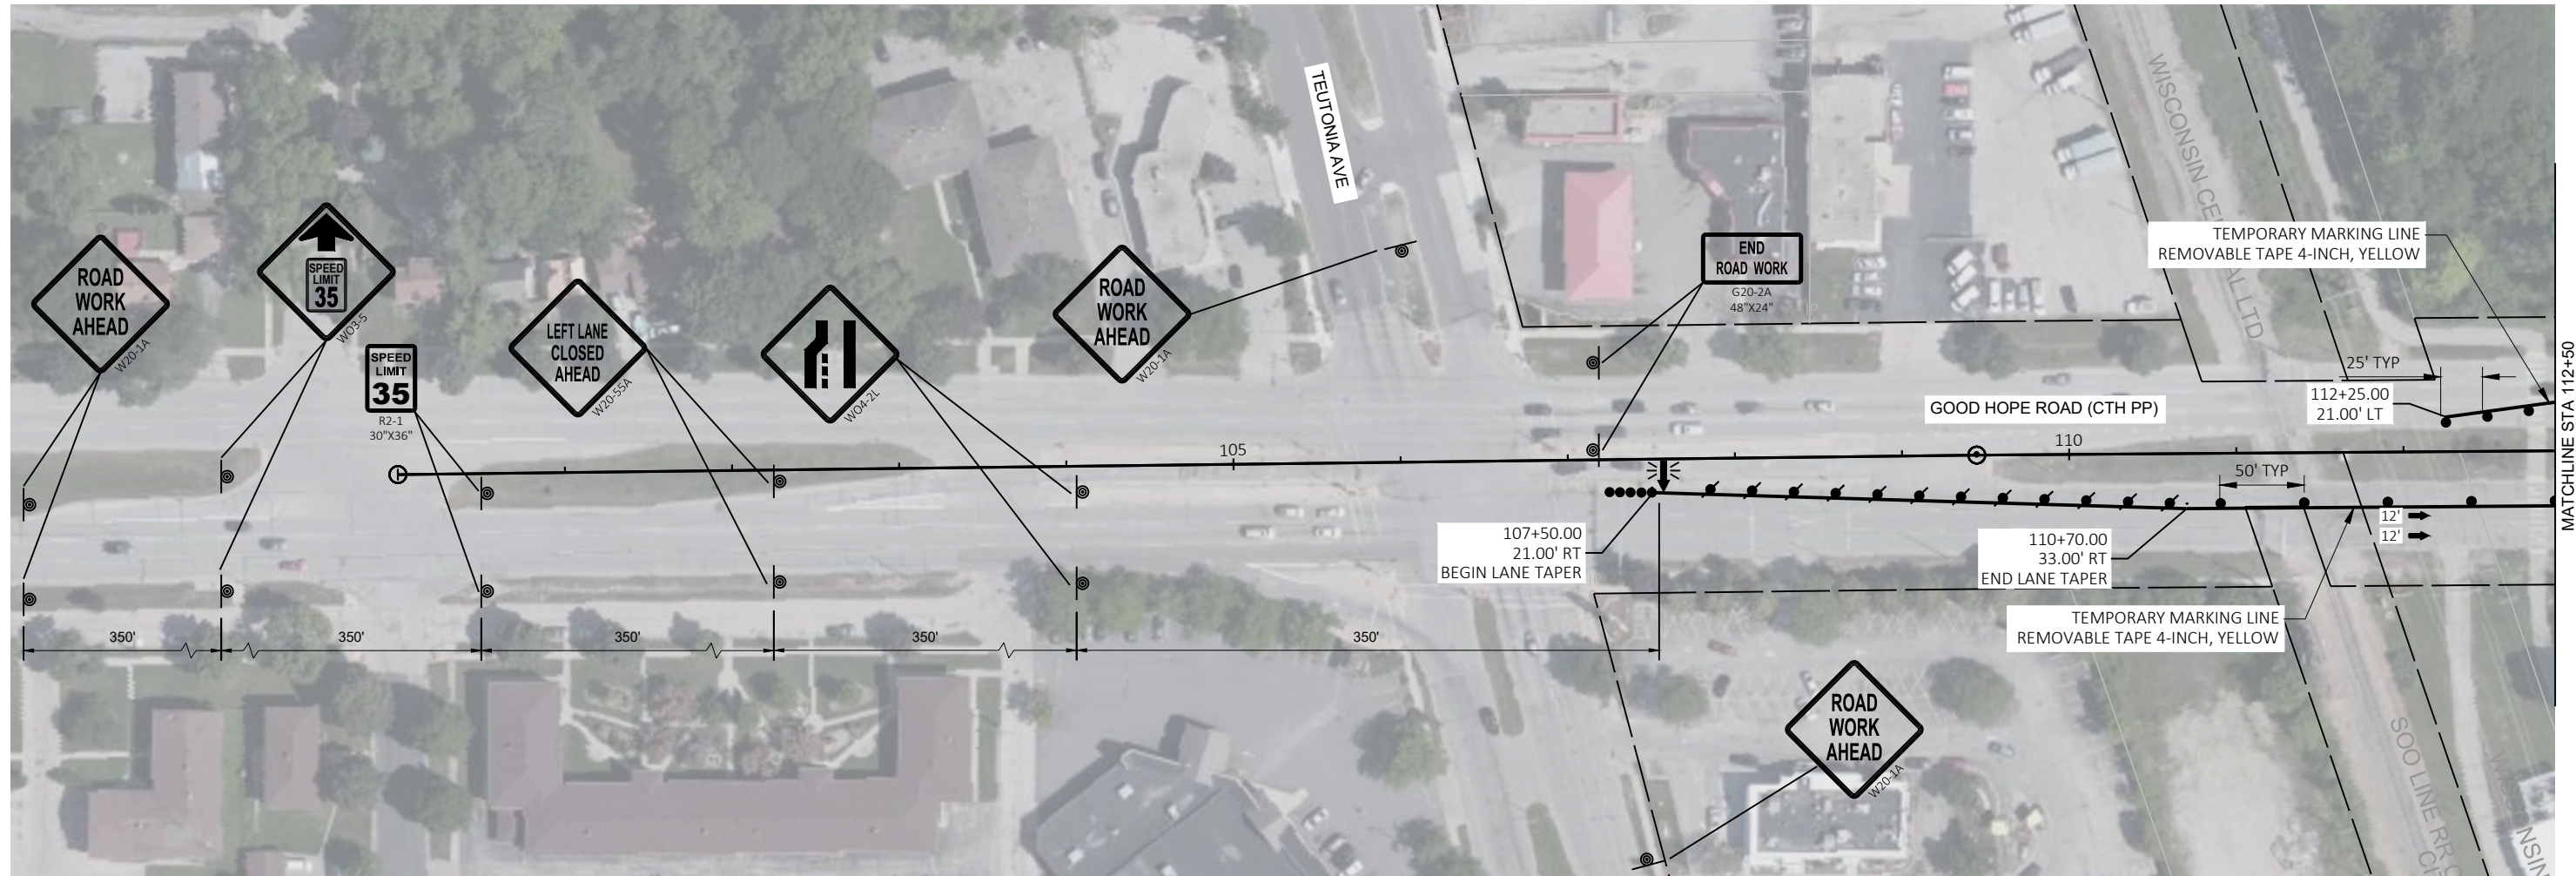 ROAD
WORK
AHEAD
W20-1A
SPEED
LIMIT
35
WO3-5
SPEED
LIMIT
35
R2-1
30"X36"
LEFT LANE
CLOSED
AHEAD
W20-55A
WO4-2L
ROAD
WORK
AHEAD
W20-1A
TEUTONIA AVE
END
ROAD WORK
G20-2A
48"X24"
WISCONSIN CENTRAL LTD
TEMPORARY MARKING LINE
REMOVABLE TAPE 4-INCH, YELLOW
25' TYP
112+25.00
21.00' LT
GOOD HOPE ROAD (CTH PP)
105
110
50' TYP
MATCHLINE STA 112+50
12'
12'
107+50.00
21.00' RT
BEGIN LANE TAPER
110+70.00
33.00' RT
END LANE TAPER
TEMPORARY MARKING LINE
REMOVABLE TAPE 4-INCH, YELLOW
350'
350'
350'
350'
350'
ROAD
WORK
AHEAD
W20-1A
SOO LINE RR